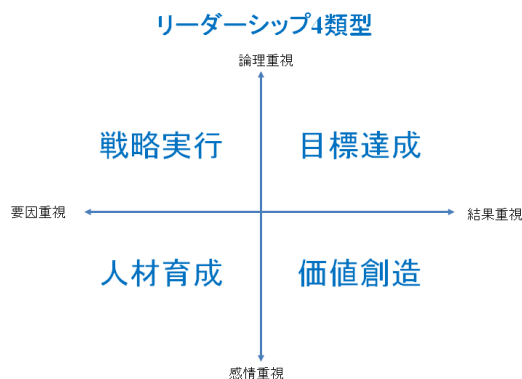 リーダーシップ4類型
論理重視
戦略実行
目標達成
要因重視
結果重視
人材育成
価値創造
感情重視